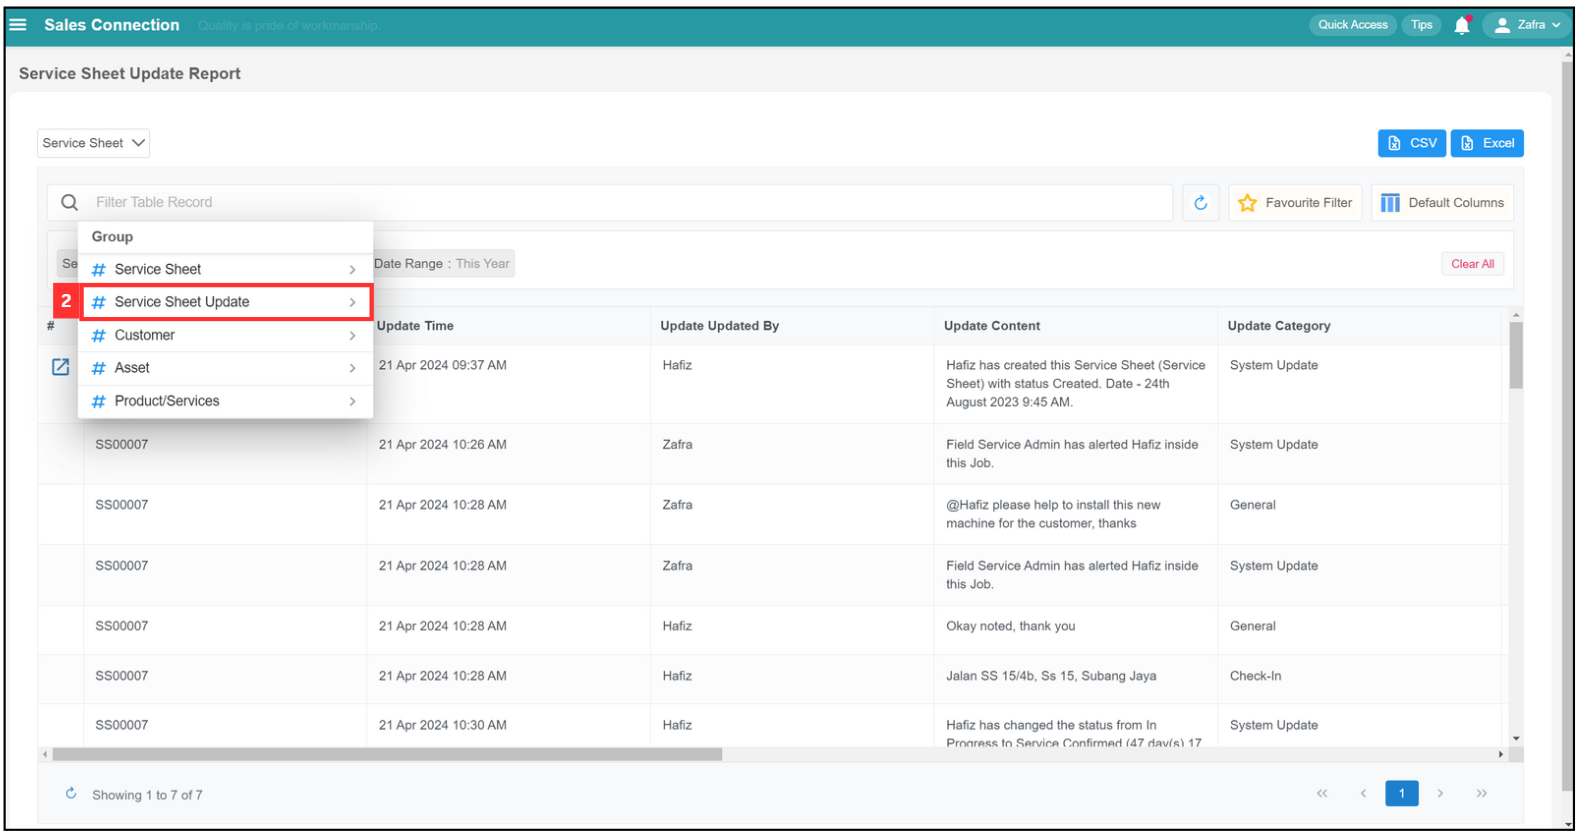 Sales Connection Quality is pride of workmanship. Quick Access Tips Zafra
Service Sheet Update Report
Service Sheet CSV Excel
Filter Table Record Favourite Filter Default Columns
Group
Se Date Range : This Year Clear All
# Service Sheet
2 # Service Sheet Update
# Customer
# Asset
# Product/Services
# Update Time Update Updated By Update Content Update Category
21 Apr 2024 09:37 AM Hafiz Hafiz has created this Service Sheet (Service System Update
Sheet) with status Created. Date - 24th
August 2023 9:45 AM.
SS00007 21 Apr 2024 10:26 AM Zafra Field Service Admin has alerted Hafiz inside System Update
this Job.
SS00007 21 Apr 2024 10:28 AM Zafra @Hafiz please help to install this new General
machine for the customer, thanks
SS00007 21 Apr 2024 10:28 AM Zafra Field Service Admin has alerted Hafiz inside System Update
this Job.
SS00007 21 Apr 2024 10:28 AM Hafiz Okay noted, thank you General
SS00007 21 Apr 2024 10:28 AM Hafiz Jalan SS 15/4b, Ss 15, Subang Jaya Check-In
SS00007 21 Apr 2024 10:30 AM Hafiz Hafiz has changed the status from In System Update
Progress to Service Confirmed (47 day(s) 17
Showing 1 to 7 of 7 << < 1 > >>